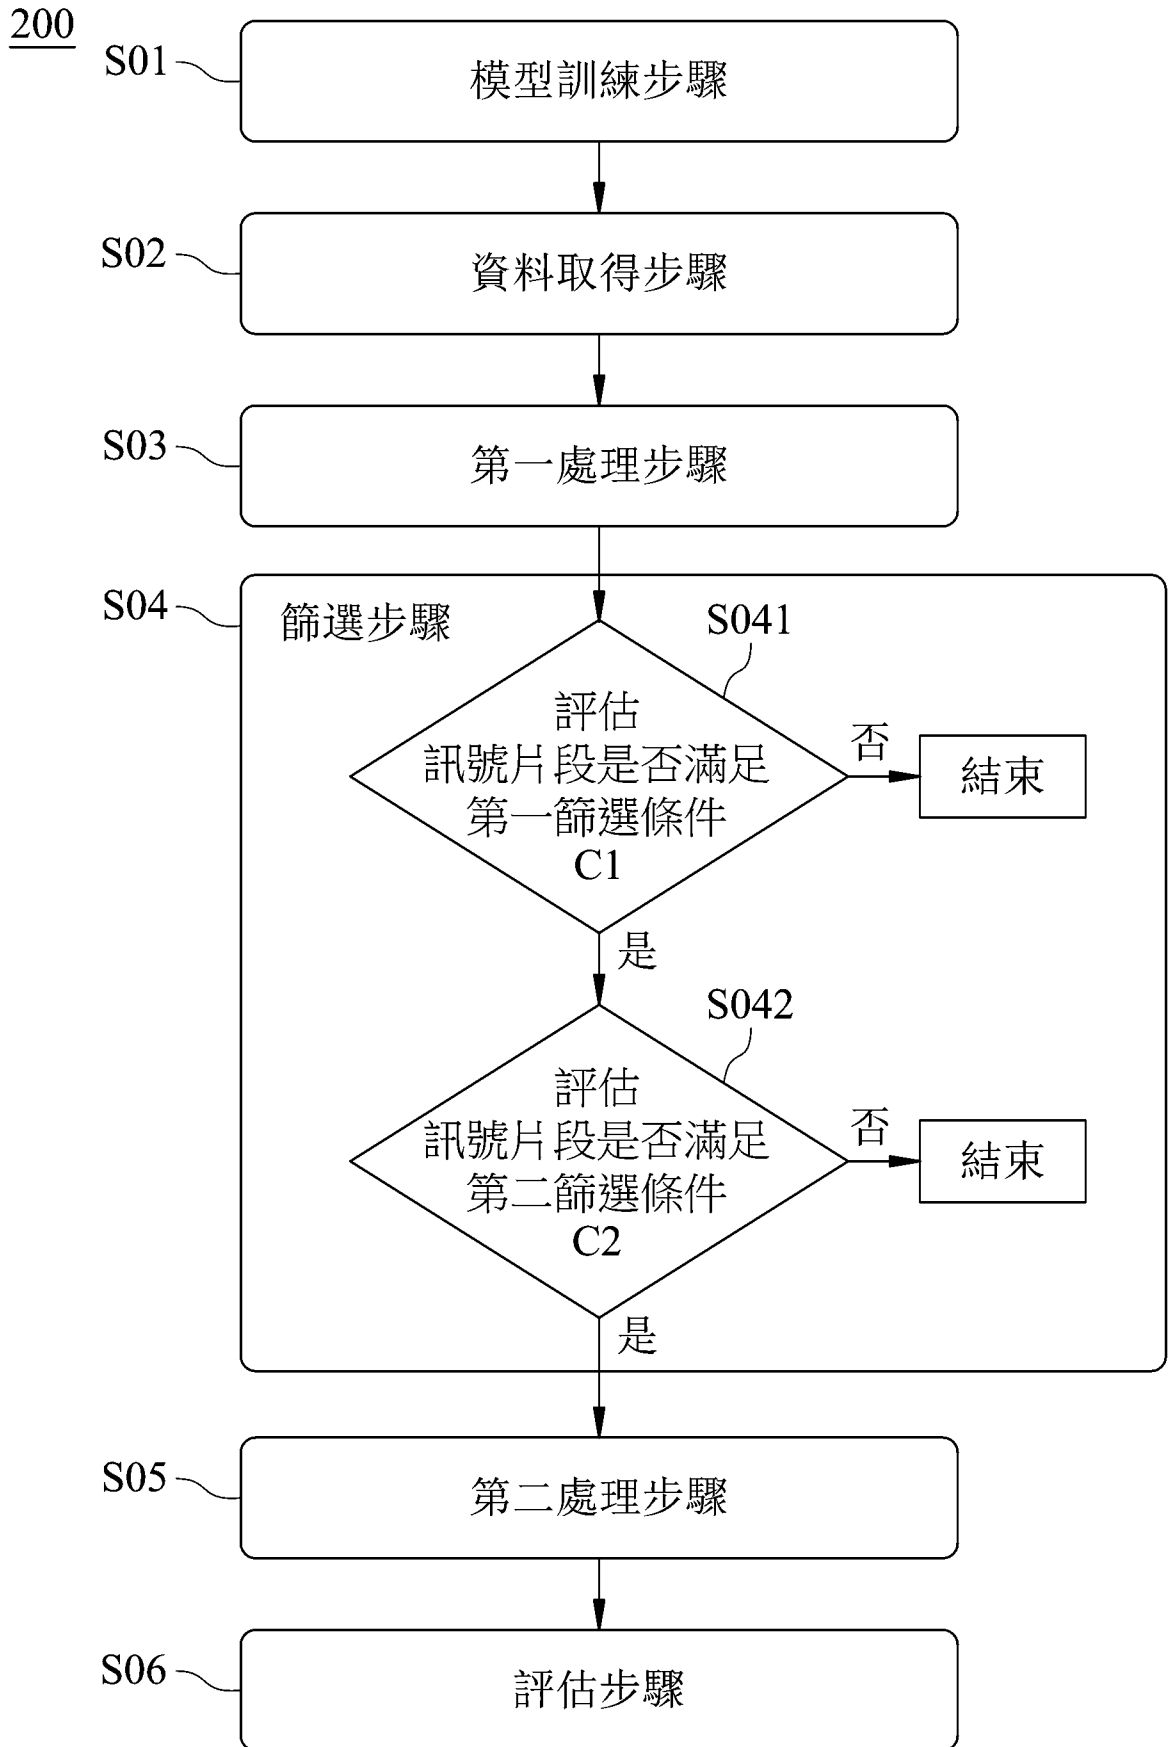 200
S01
模型訓練步驟
S02
資料取得步驟
S03
第一處理步驟
S04
篩選步驟
S041
評估
訊號片段是否滿足
第一篩選條件
C1
否
結束
是
S042
評估
訊號片段是否滿足
第二篩選條件
C2
否
結束
是
S05
第二處理步驟
S06
評估步驟